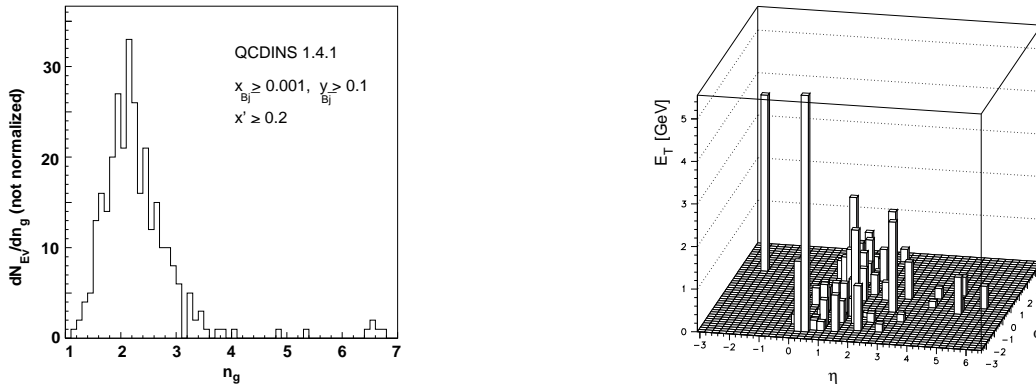 dN_Ev/dn_g (not normalized)
30
20
10
0
QCDINS 1.4.1
x_Bj ≥ 0.001, y_Bj ≥ 0.1
x' ≥ 0.2
1 2 3 4 5 6 7
n_g
E_T [GeV]
5
4
3
2
1
0
-3 -2 -1 0 1 2 3 4 5 6
η
-3 -2 -1 0 1 2